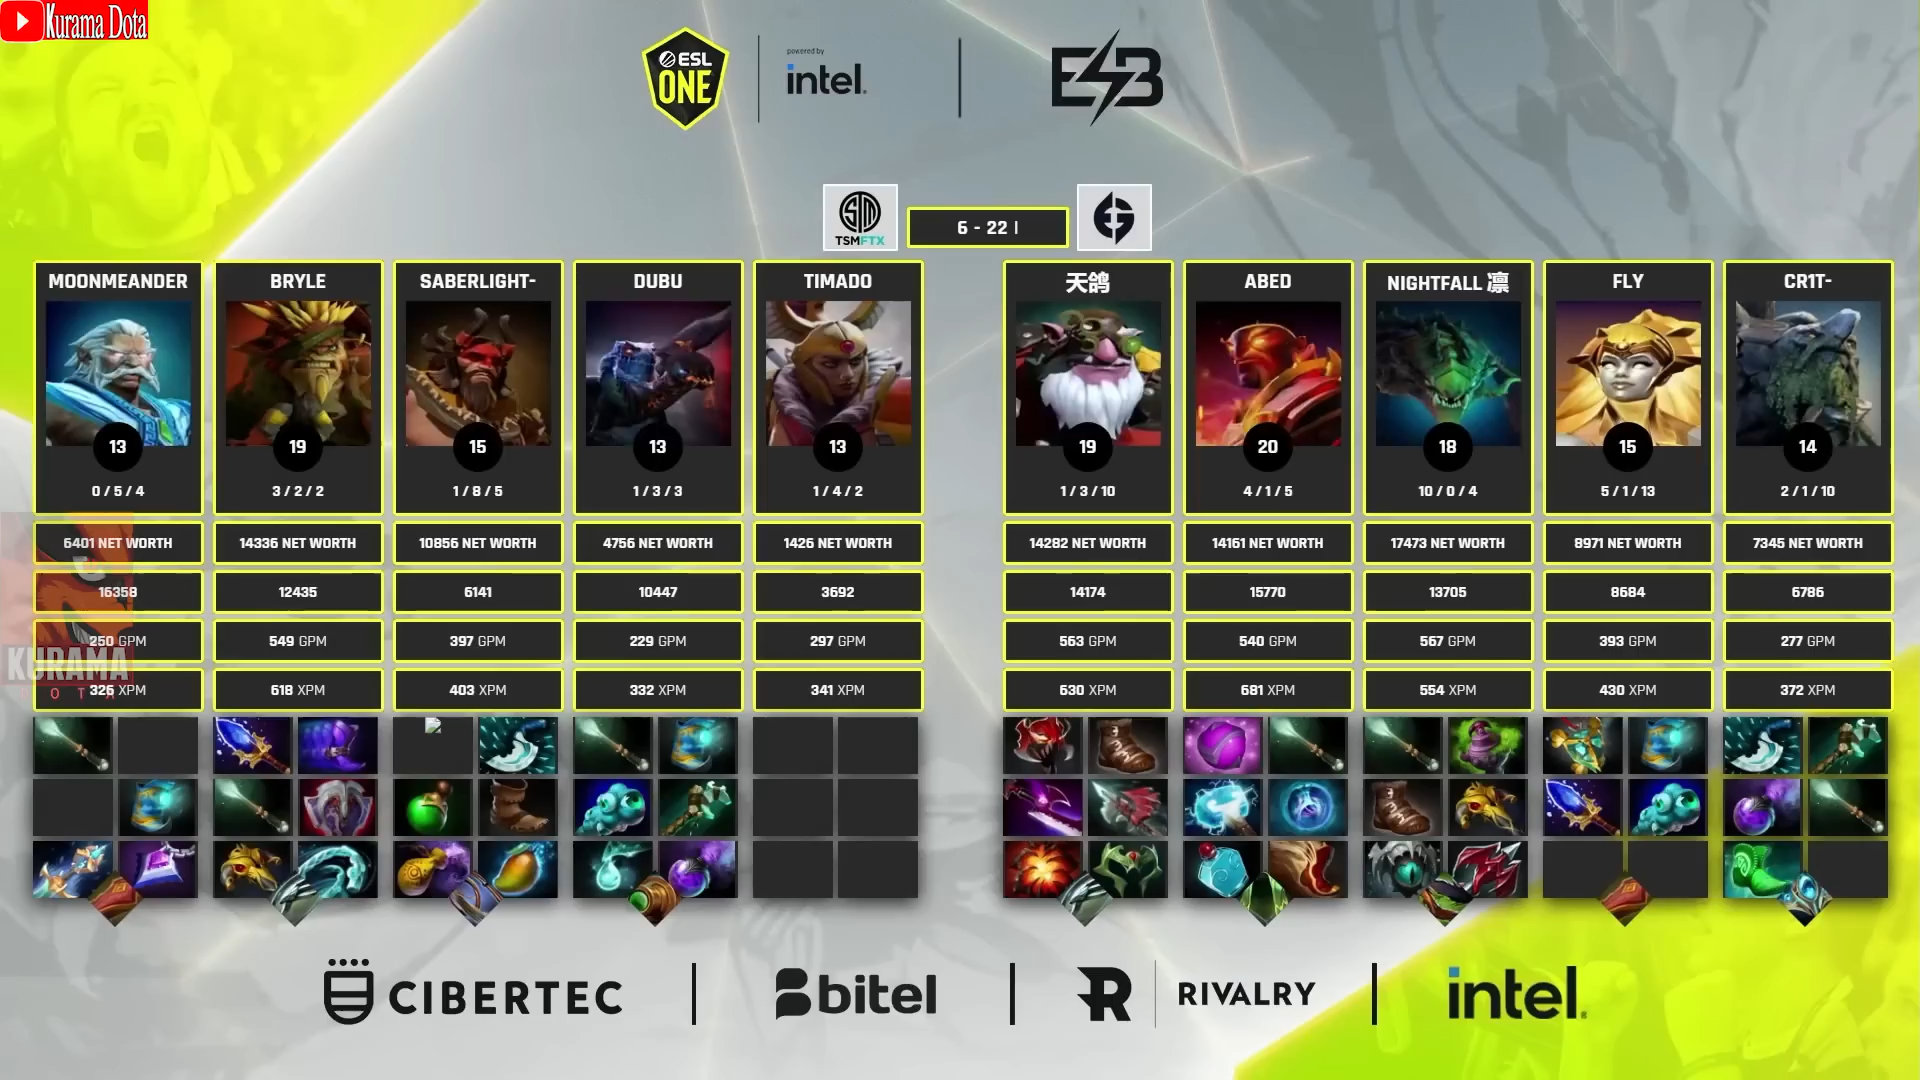 Kurama Dota
ESL
ONE
powered by
intel.
ESB
TSMFTX
6 - 22 |
MOONMEANDER
BRYLE
SABERLIGHT-
DUBU
TIMADO
天鸽
ABED
NIGHTFALL 凛
FLY
CR1T-
13
19
15
13
13
19
20
18
15
14
0 / 5 / 4
3 / 2 / 2
1 / 8 / 5
1 / 3 / 3
1 / 4 / 2
1 / 3 / 10
4 / 1 / 5
10 / 0 / 4
5 / 1 / 13
2 / 1 / 10
6401 NET WORTH
14336 NET WORTH
10856 NET WORTH
4756 NET WORTH
1426 NET WORTH
14282 NET WORTH
14161 NET WORTH
17473 NET WORTH
8971 NET WORTH
7345 NET WORTH
16358
12435
6141
10447
3692
14174
15770
13705
8684
6786
250 GPM
549 GPM
397 GPM
229 GPM
297 GPM
563 GPM
540 GPM
567 GPM
393 GPM
277 GPM
KURAMA
DOTA
326 XPM
618 XPM
403 XPM
332 XPM
341 XPM
630 XPM
681 XPM
554 XPM
430 XPM
372 XPM
CIBERTEC
bitel
RIVALRY
intel.